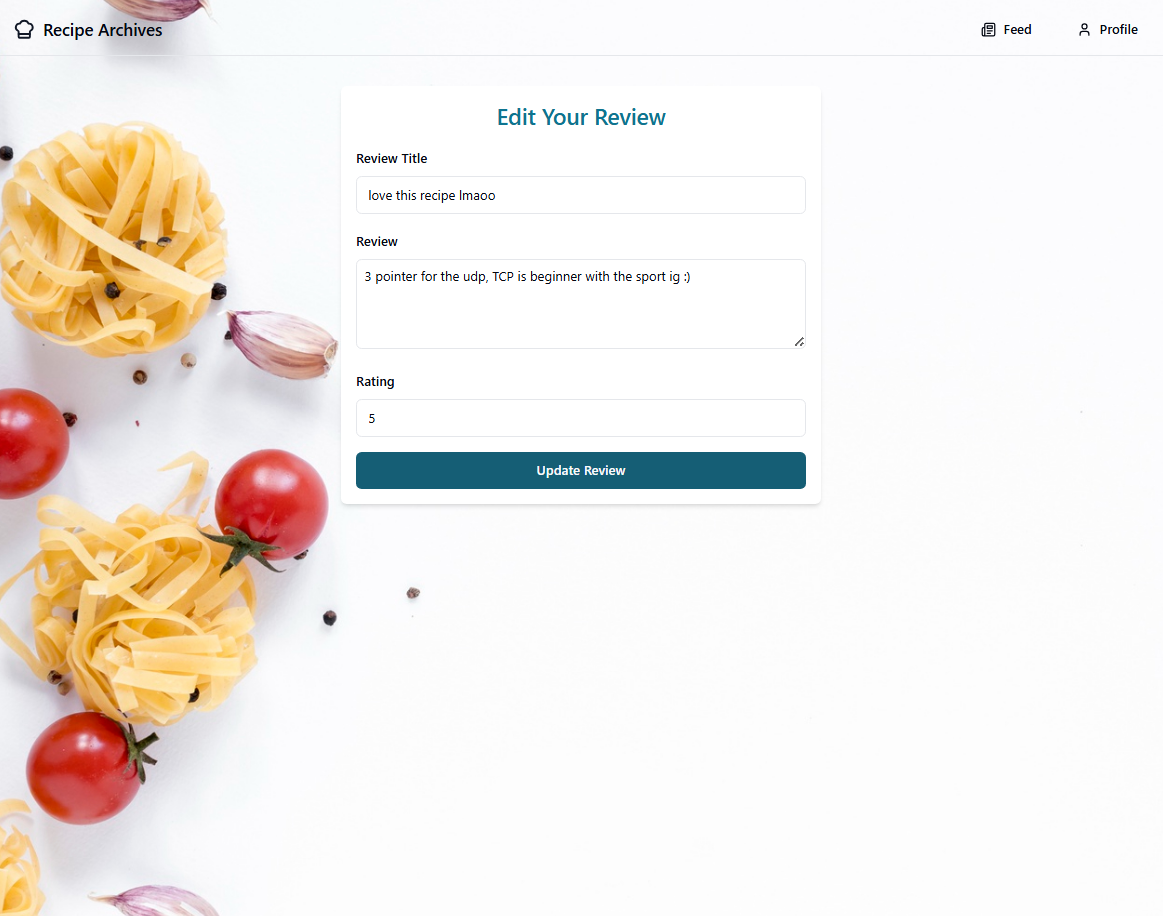 Recipe Archives
Feed
Profile
Edit Your Review
Review Title
love this recipe lmaoo
Review
3 pointer for the udp, TCP is beginner with the sport ig :)
Rating
5
Update Review